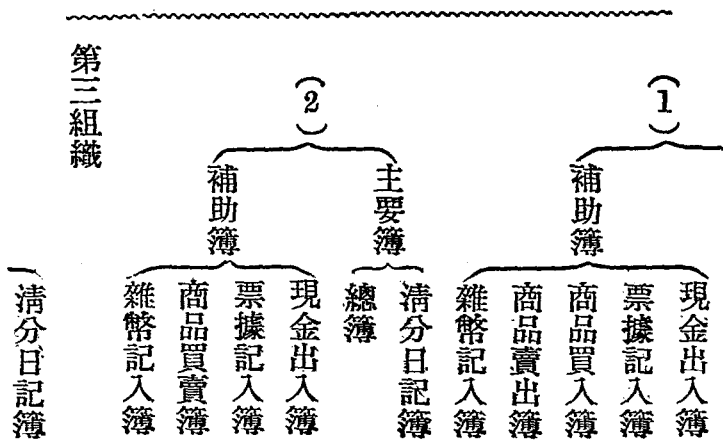 (1)
補助簿
現金出入簿
票據記入簿
商品買入簿
商品賣出簿
雜幣記入簿
(2)
主要簿
清分日記簿
總簿
補助簿
現金出入簿
票據記入簿
商品買賣簿
雜幣記入簿
第三組織
清分日記簿